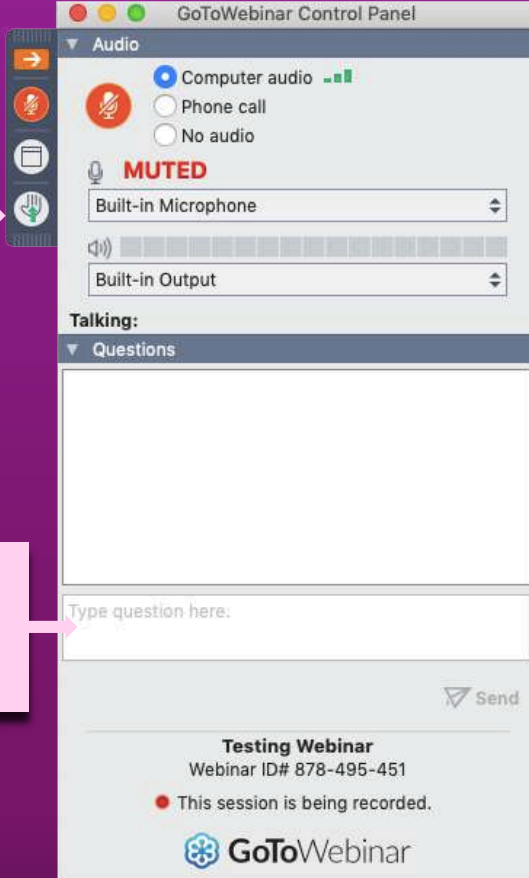 GoToWebinar Control Panel
Audio
Computer audio
Phone call
No audio
MUTED
Built-in Microphone
Built-in Output
Talking:
Questions
Type question here.
Send
Testing Webinar
Webinar ID# 878-495-451
This session is being recorded.
GoToWebinar